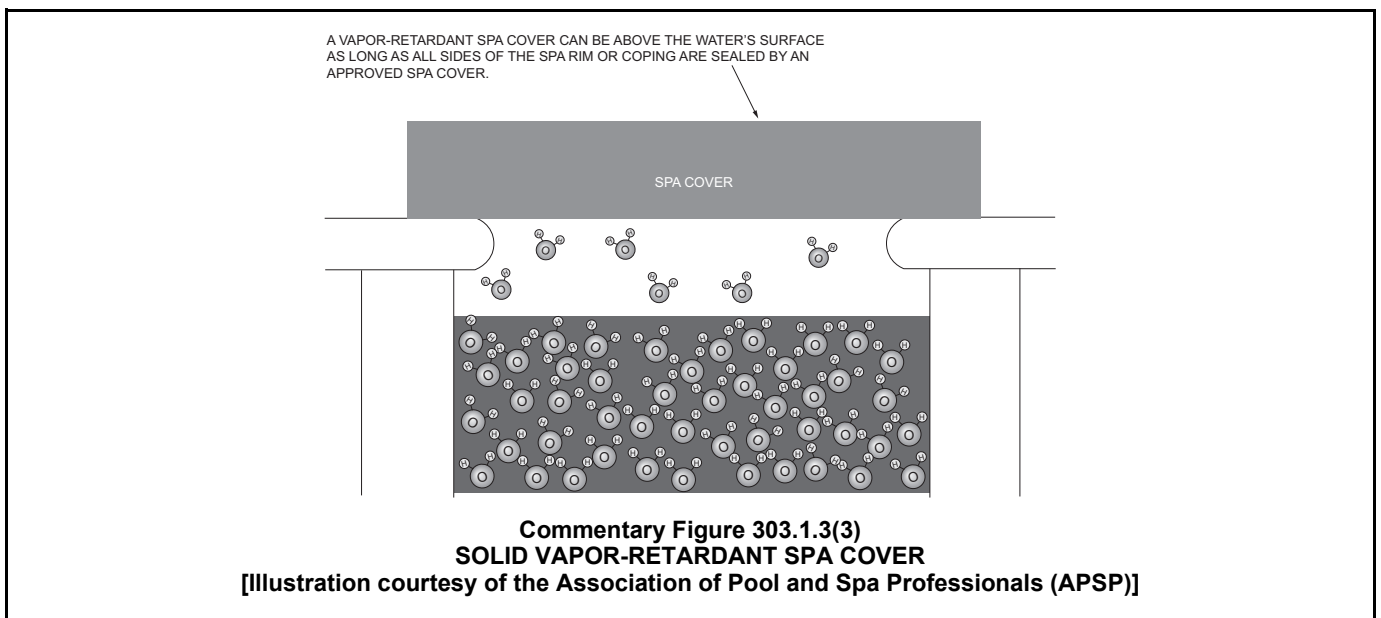 A VAPOR-RETARDANT SPA COVER CAN BE ABOVE THE WATER'S SURFACE
AS LONG AS ALL SIDES OF THE SPA RIM OR COPING ARE SEALED BY AN
APPROVED SPA COVER.
SPA COVER
Commentary Figure 303.1.3(3)
SOLID VAPOR-RETARDANT SPA COVER
[Illustration courtesy of the Association of Pool and Spa Professionals (APSP)]